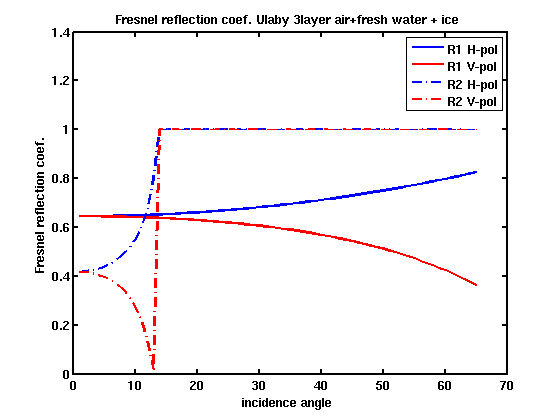 Fresnel reflection coef. Ulaby 3layer air+fresh water + ice
1.4
1.2
1
0.8
0.6
0.4
0.2
0
Fresnel reflection coef.
R1 H-pol
R1 V-pol
R2 H-pol
R2 V-pol
0 10 20 30 40 50 60 70
incidence angle